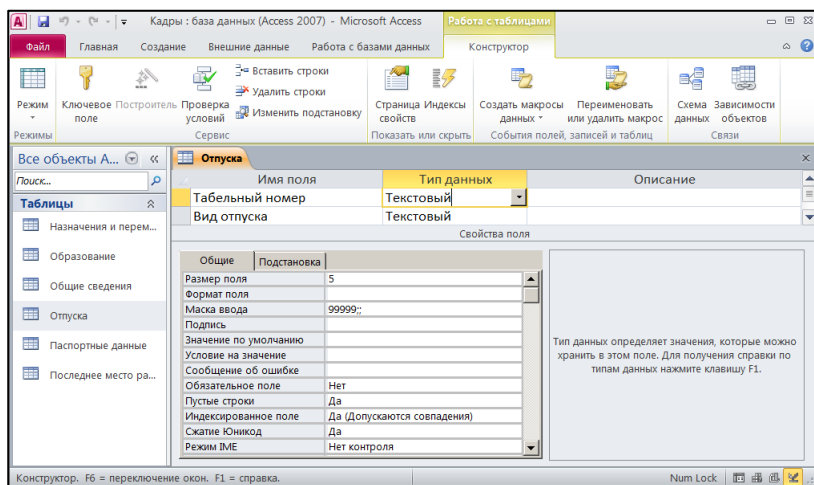 Кадры : база данных (Access 2007) - Microsoft Access
Работа с таблицами
Файл Главная Создание Внешние данные Работа с базами данных Конструктор
Режим
Ключевое поле
Построитель
Проверка условий
Вставить строки
Удалить строки
Изменить подстановку
Страница свойств
Индексы
Создать макросы данных
Переименовать или удалить макрос
Схема данных
Зависимости объектов
Режимы Сервис Показать или скрыть События полей, записей и таблиц Связи
Все объекты A...
Поиск...
Таблицы
Назначения и перем...
Образование
Общие сведения
Отпуска
Паспортные данные
Последнее место ра...
Отпуска
Имя поля Тип данных Описание
Табельный номер Текстовый
Вид отпуска Текстовый
Свойства поля
Общие Подстановка
Размер поля 5
Формат поля
Маска ввода 99999;;
Подпись
Значение по умолчанию
Условие на значение
Сообщение об ошибке
Обязательное поле Нет
Пустые строки Да
Индексированное поле Да (Допускаются совпадения)
Сжатие Юникод Да
Режим IME Нет контроля
Тип данных определяет значения, которые можно
хранить в этом поле. Для получения справки по
типам данных нажмите клавишу F1.
Конструктор. F6 = переключение окон. F1 = справка. Num Lock